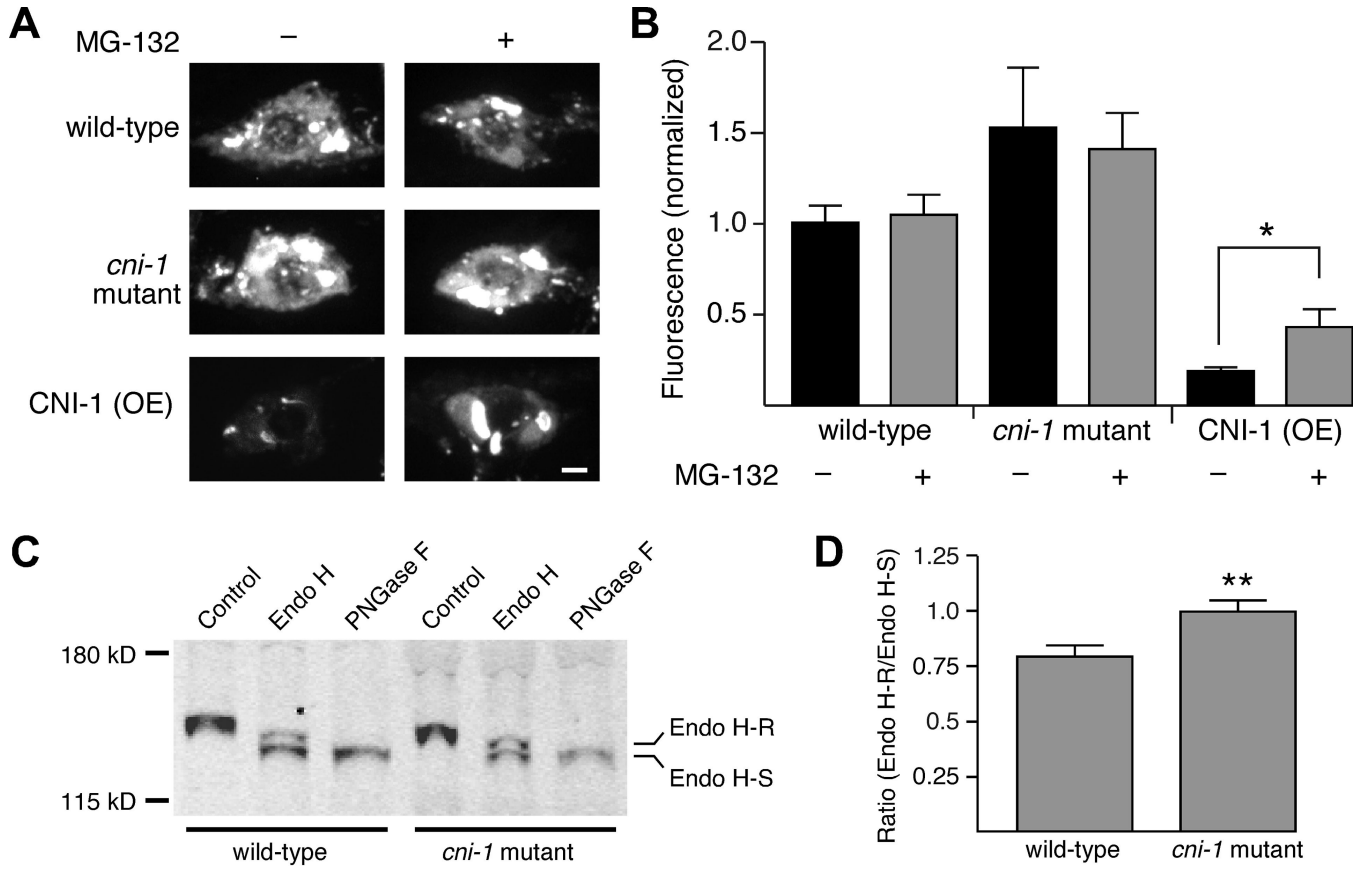 A
MG-132
– +
wild-type
cni-1
mutant
CNI-1 (OE)
B
Fluorescence (normalized)
2.0
1.5
1.0
0.5
wild-type cni-1 mutant CNI-1 (OE)
*
MG-132 – + – + – +
C
Control Endo H PNGase F Control Endo H PNGase F
180 kD
115 kD
Endo H-R
Endo H-S
wild-type cni-1 mutant
D
Ratio (Endo H-R/Endo H-S)
1.25
1.0
0.75
0.5
0.25
**
wild-type cni-1 mutant